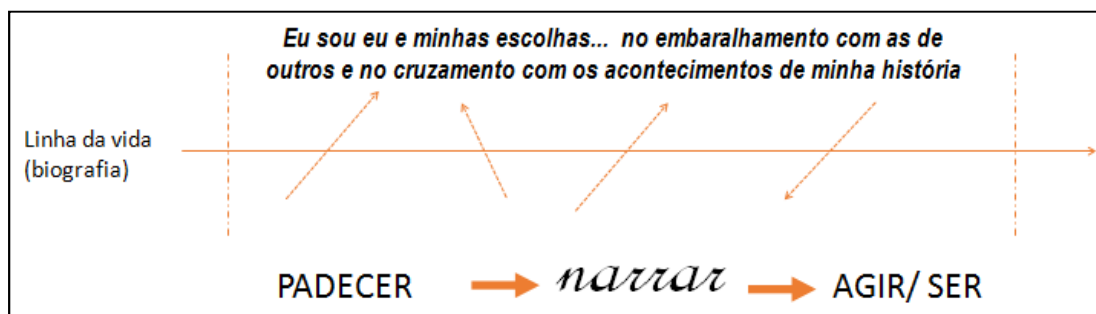 Eu sou eu e minhas escolhas... no embaralhamento com as de
outros e no cruzamento com os acontecimentos de minha história
Linha da vida
(biografia)
PADECER narrar AGIR/ SER